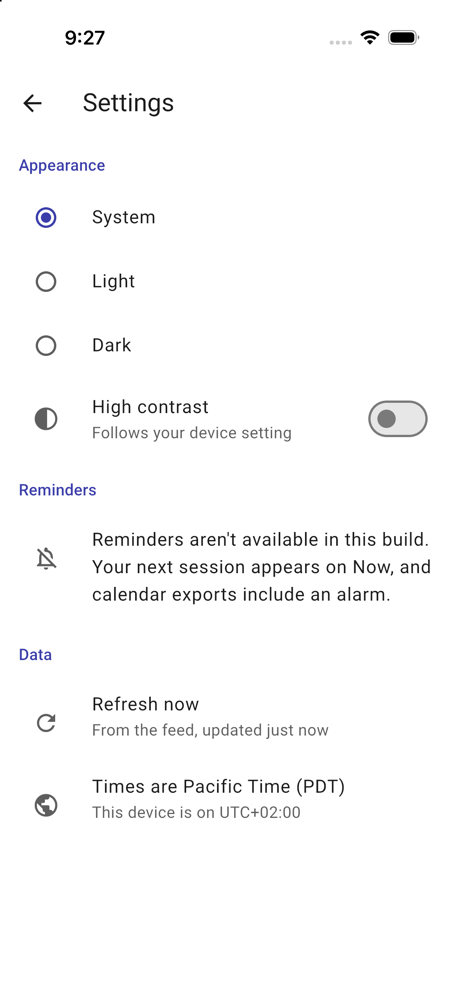 9:27
Settings
Appearance
System
Light
Dark
High contrast
Follows your device setting
Reminders
Reminders aren't available in this build.
Your next session appears on Now, and
calendar exports include an alarm.
Data
Refresh now
From the feed, updated just now
Times are Pacific Time (PDT)
This device is on UTC+02:00